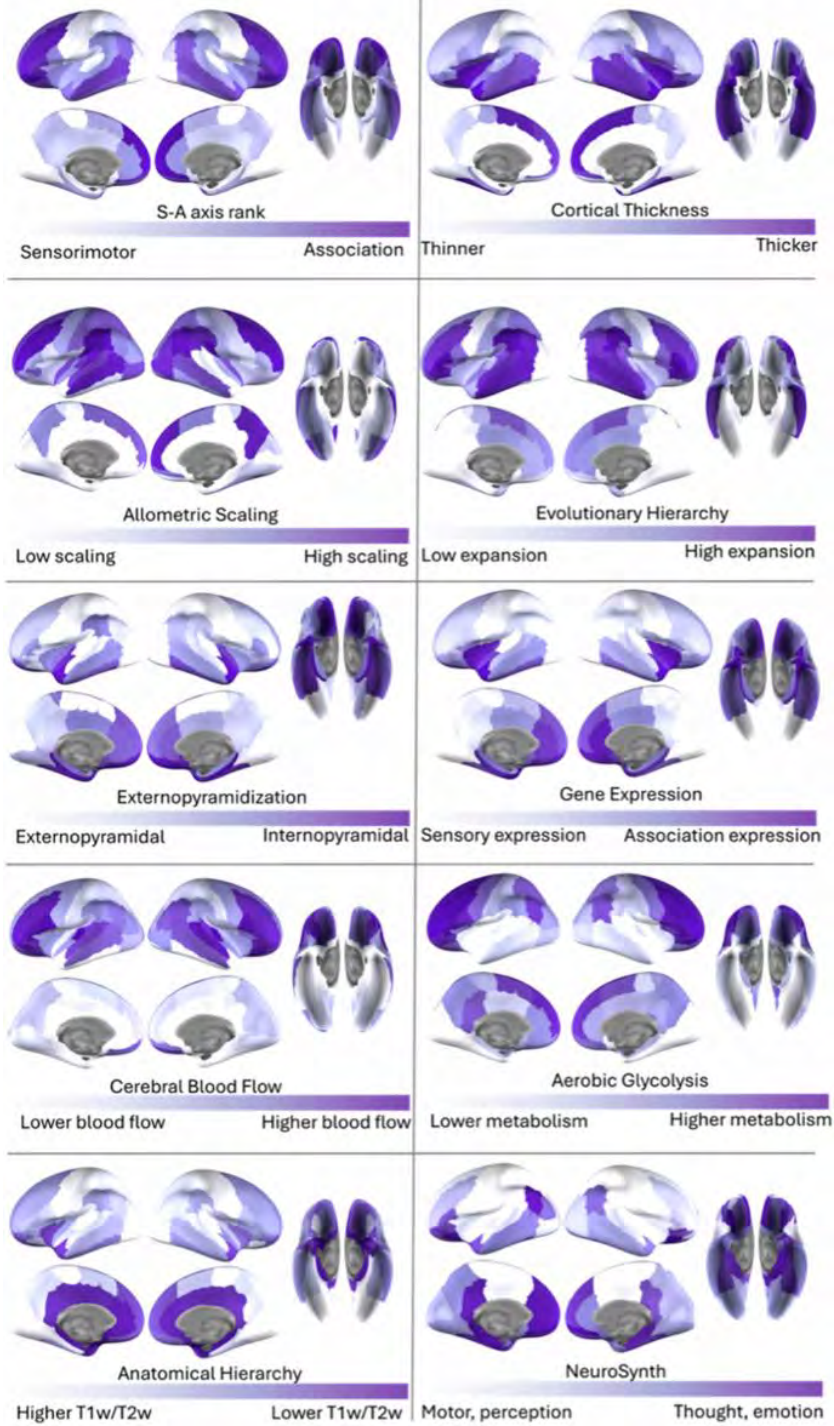 S-A axis rank
Sensorimotor Association
Cortical Thickness
Thinner Thicker
Allometric Scaling
Low scaling High scaling
Evolutionary Hierarchy
Low expansion High expansion
Externopyramidization
Externopyramidal Internopyramidal
Gene Expression
Sensory expression Association expression
Cerebral Blood Flow
Lower blood flow Higher blood flow
Aerobic Glycolysis
Lower metabolism Higher metabolism
Anatomical Hierarchy
Higher T1w/T2w Lower T1w/T2w
NeuroSynth
Motor, perception Thought, emotion